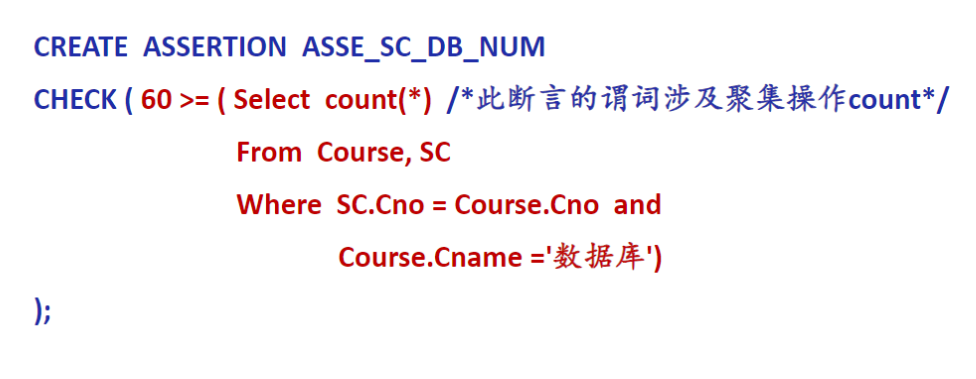 CREATE ASSERTION ASSE_SC_DB_NUM
CHECK ( 60 >= ( Select count(*) /*此断言的谓词涉及聚集操作count*/
From Course, SC
Where SC.Cno = Course.Cno and
Course.Cname ='数据库')
);